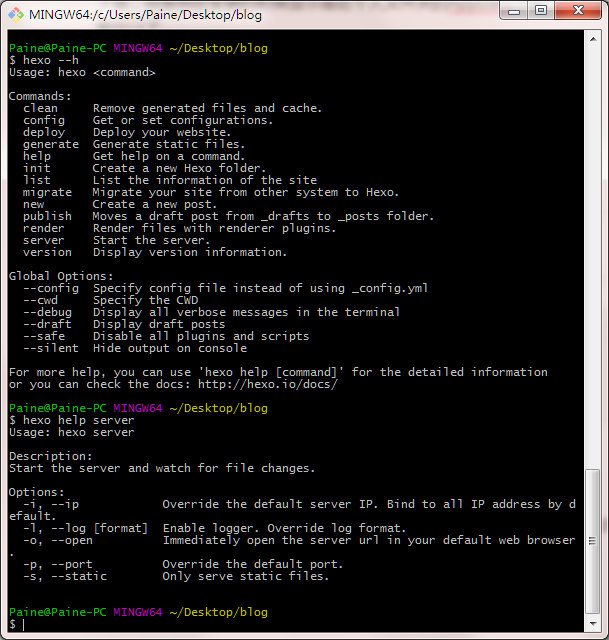 MINGW64:/c/Users/Paine/Desktop/blog
Paine@Paine-PC MINGW64 ~/Desktop/blog
$ hexo --h
Usage: hexo <command>
Commands:
clean     Remove generated files and cache.
config    Get or set configurations.
deploy    Deploy your website.
generate  Generate static files.
help      Get help on a command.
init      Create a new Hexo folder.
list      List the information of the site
migrate   Migrate your site from other system to Hexo.
new       Create a new post.
publish   Moves a draft post from _drafts to _posts folder.
render    Render files with renderer plugins.
server    Start the server.
version   Display version information.
Global Options:
--config  Specify config file instead of using _config.yml
--cwd     Specify the CWD
--debug   Display all verbose messages in the terminal
--draft   Display draft posts
--safe    Disable all plugins and scripts
--silent  Hide output on console
For more help, you can use 'hexo help [command]' for the detailed information
or you can check the docs: http://hexo.io/docs/
Paine@Paine-PC MINGW64 ~/Desktop/blog
$ hexo help server
Usage: hexo server
Description:
Start the server and watch for file changes.
Options:
-i, --ip            Override the default server IP. Bind to all IP address by d
efault.
-l, --log [format]  Enable logger. Override log format.
-o, --open          Immediately open the server url in your default web browser
.
-p, --port          Override the default port.
-s, --static        Only serve static files.
Paine@Paine-PC MINGW64 ~/Desktop/blog
$